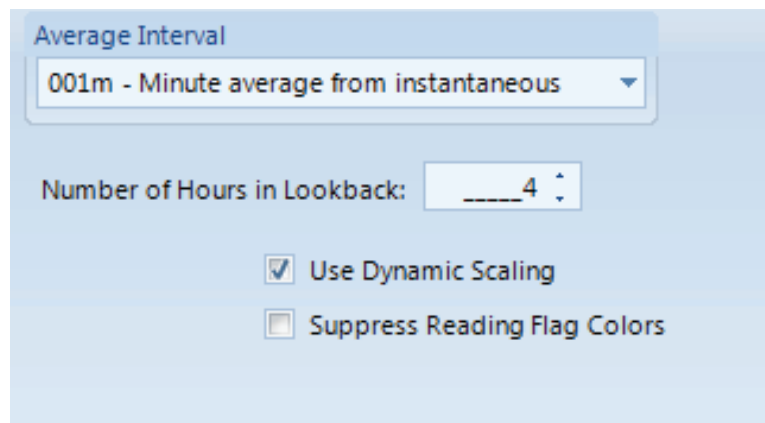 Average Interval
001m - Minute average from instantaneous
Number of Hours in Lookback: _____4
Use Dynamic Scaling
Suppress Reading Flag Colors